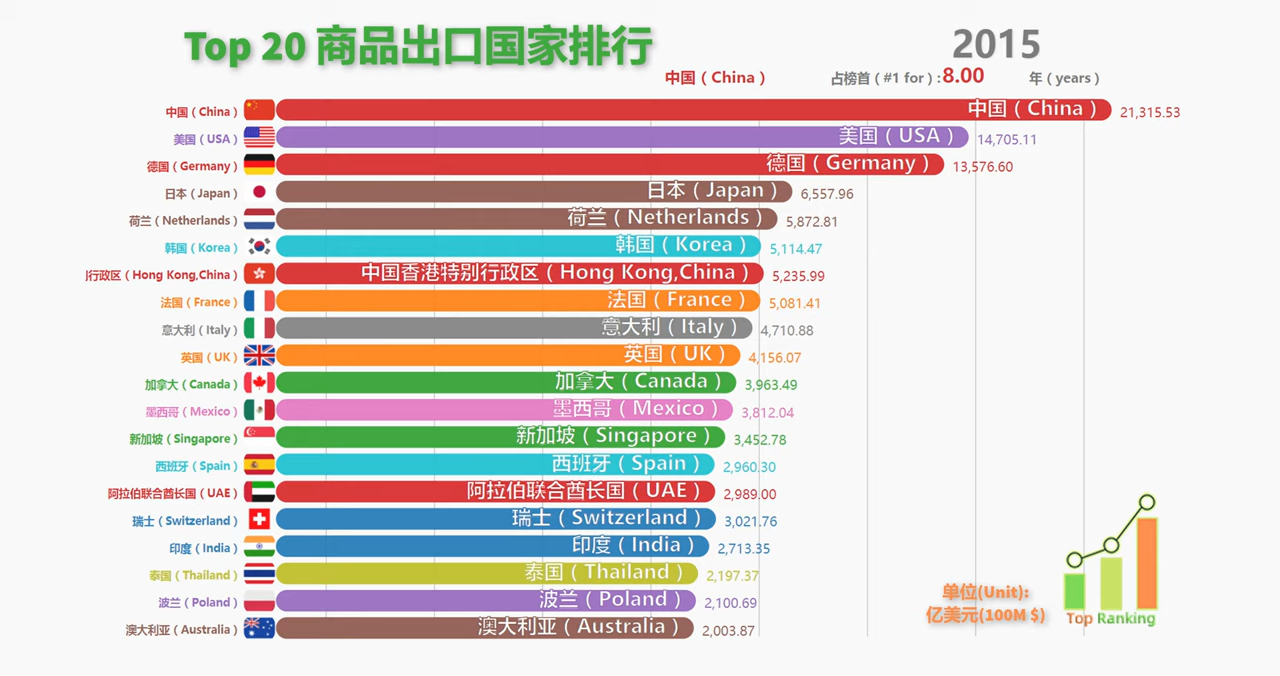 Top 20 商品出口国家排行
2015
中国（China） 占榜首（#1 for）: 8.00 年（years）
中国（China） 中国（China） 21,315.53
美国（USA） 美国（USA） 14,705.11
德国（Germany） 德国（Germany） 13,576.60
日本（Japan） 日本（Japan） 6,557.96
荷兰（Netherlands） 荷兰（Netherlands） 5,872.81
韩国（Korea） 韩国（Korea） 5,114.47
行政区（Hong Kong,China） 中国香港特别行政区（Hong Kong,China） 5,235.99
法国（France） 法国（France） 5,081.41
意大利（Italy） 意大利（Italy） 4,710.88
英国（UK） 英国（UK） 4,156.07
加拿大（Canada） 加拿大（Canada） 3,963.49
墨西哥（Mexico） 墨西哥（Mexico） 3,812.04
新加坡（Singapore） 新加坡（Singapore） 3,452.78
西班牙（Spain） 西班牙（Spain） 2,960.30
阿拉伯联合酋长国（UAE） 阿拉伯联合酋长国（UAE） 2,989.00
瑞士（Switzerland） 瑞士（Switzerland） 3,021.76
印度（India） 印度（India） 2,713.35
泰国（Thailand） 泰国（Thailand） 2,197.37
波兰（Poland） 波兰（Poland） 2,100.69
澳大利亚（Australia） 澳大利亚（Australia） 2,003.87
单位(Unit):
亿美元(100M $)
Top Ranking